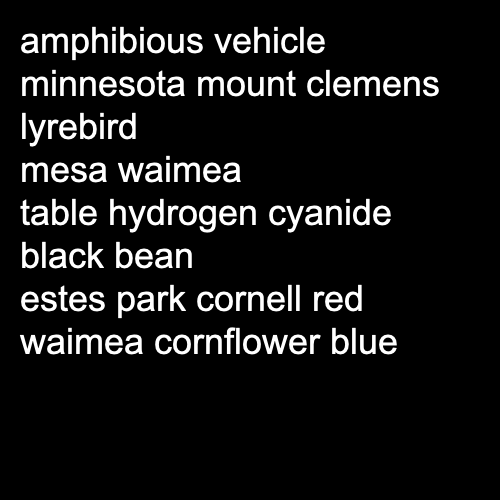 amphibious vehicle
minnesota mount clemens
lyrebird
mesa waimea
table hydrogen cyanide
black bean
estes park cornell red
waimea cornflower blue